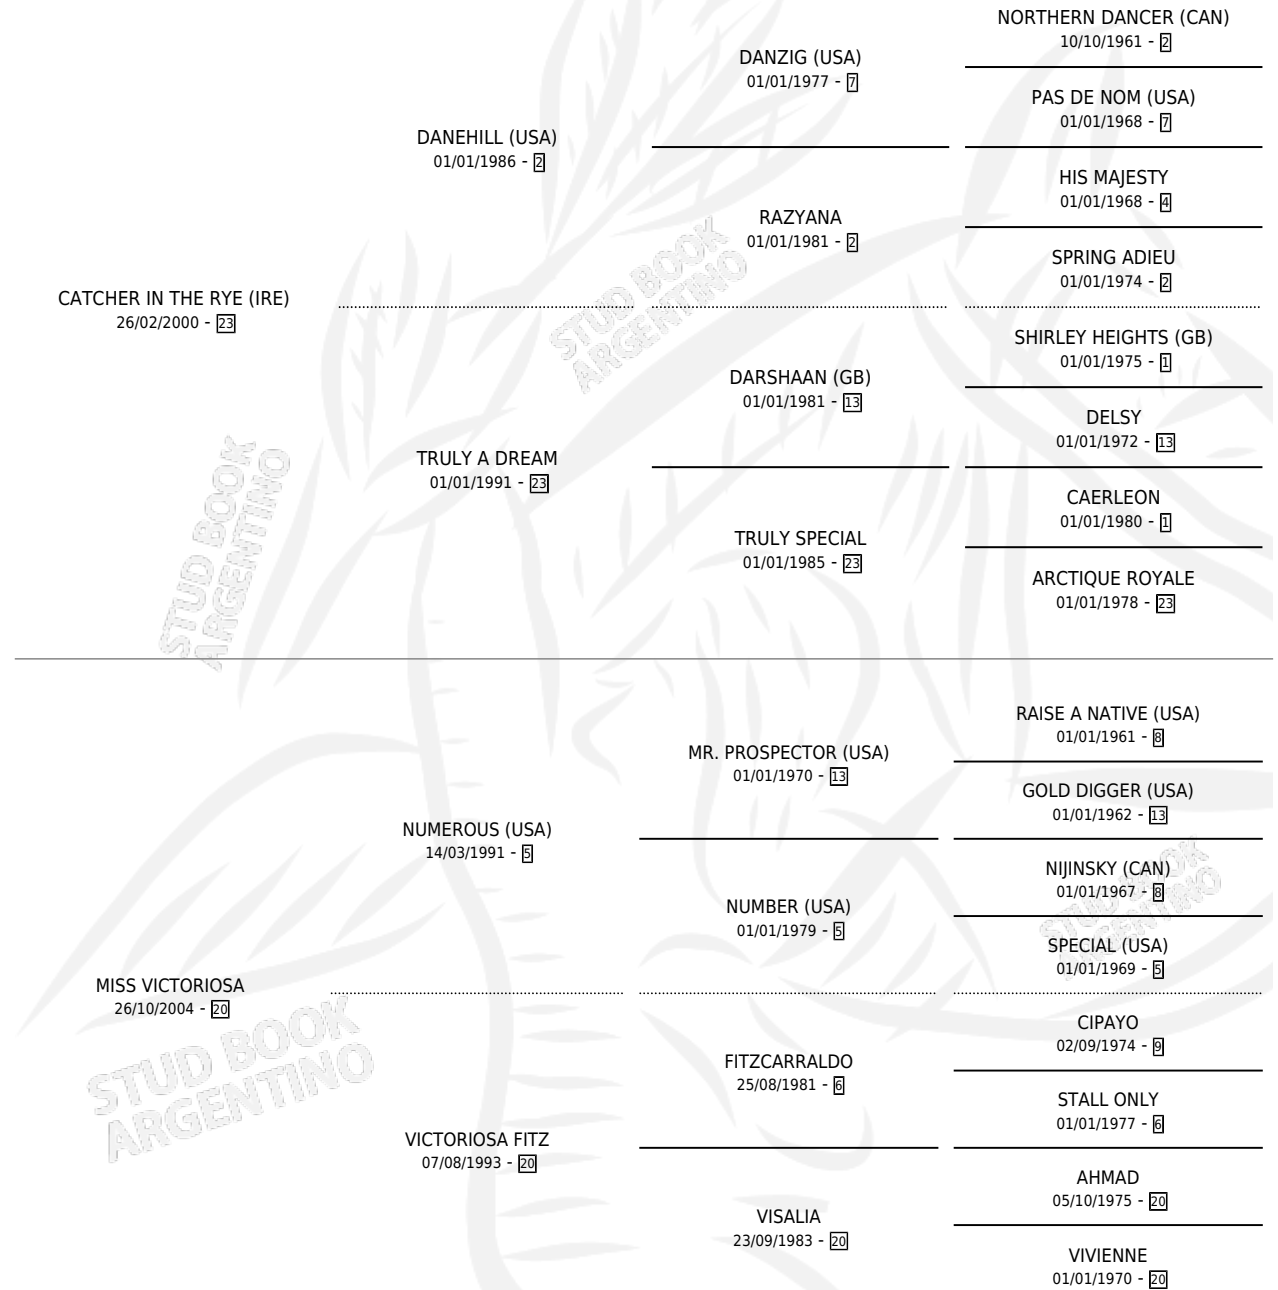 NORTHERN DANCER (CAN)
10/10/1961 - 2
DANZIG (USA)
01/01/1977 - 7
PAS DE NOM (USA)
01/01/1968 - 7
DANEHILL (USA)
01/01/1986 - 2
HIS MAJESTY
01/01/1968 - 4
RAZYANA
01/01/1981 - 2
SPRING ADIEU
01/01/1974 - 2
CATCHER IN THE RYE (IRE)
26/02/2000 - 23
SHIRLEY HEIGHTS (GB)
01/01/1975 - 1
DARSHAAN (GB)
01/01/1981 - 13
DELSY
01/01/1972 - 13
TRULY A DREAM
01/01/1991 - 23
CAERLEON
01/01/1980 - 1
TRULY SPECIAL
01/01/1985 - 23
ARCTIQUE ROYALE
01/01/1978 - 23
RAISE A NATIVE (USA)
01/01/1961 - 8
MR. PROSPECTOR (USA)
01/01/1970 - 13
GOLD DIGGER (USA)
01/01/1962 - 13
NUMEROUS (USA)
14/03/1991 - 5
NIJINSKY (CAN)
01/01/1967 - 8
NUMBER (USA)
01/01/1979 - 5
SPECIAL (USA)
01/01/1969 - 5
MISS VICTORIOSA
26/10/2004 - 20
CIPAYO
02/09/1974 - 9
FITZCARRALDO
25/08/1981 - 6
STALL ONLY
01/01/1977 - 6
VICTORIOSA FITZ
07/08/1993 - 20
AHMAD
05/10/1975 - 20
VISALIA
23/09/1983 - 20
VIVIENNE
01/01/1970 - 20
STUD BOOK
ARGENTINO
STUD BOOK
ARGENTINO
STUD BOOK
ARGENTINO
STUD BOOK
ARGENTINO